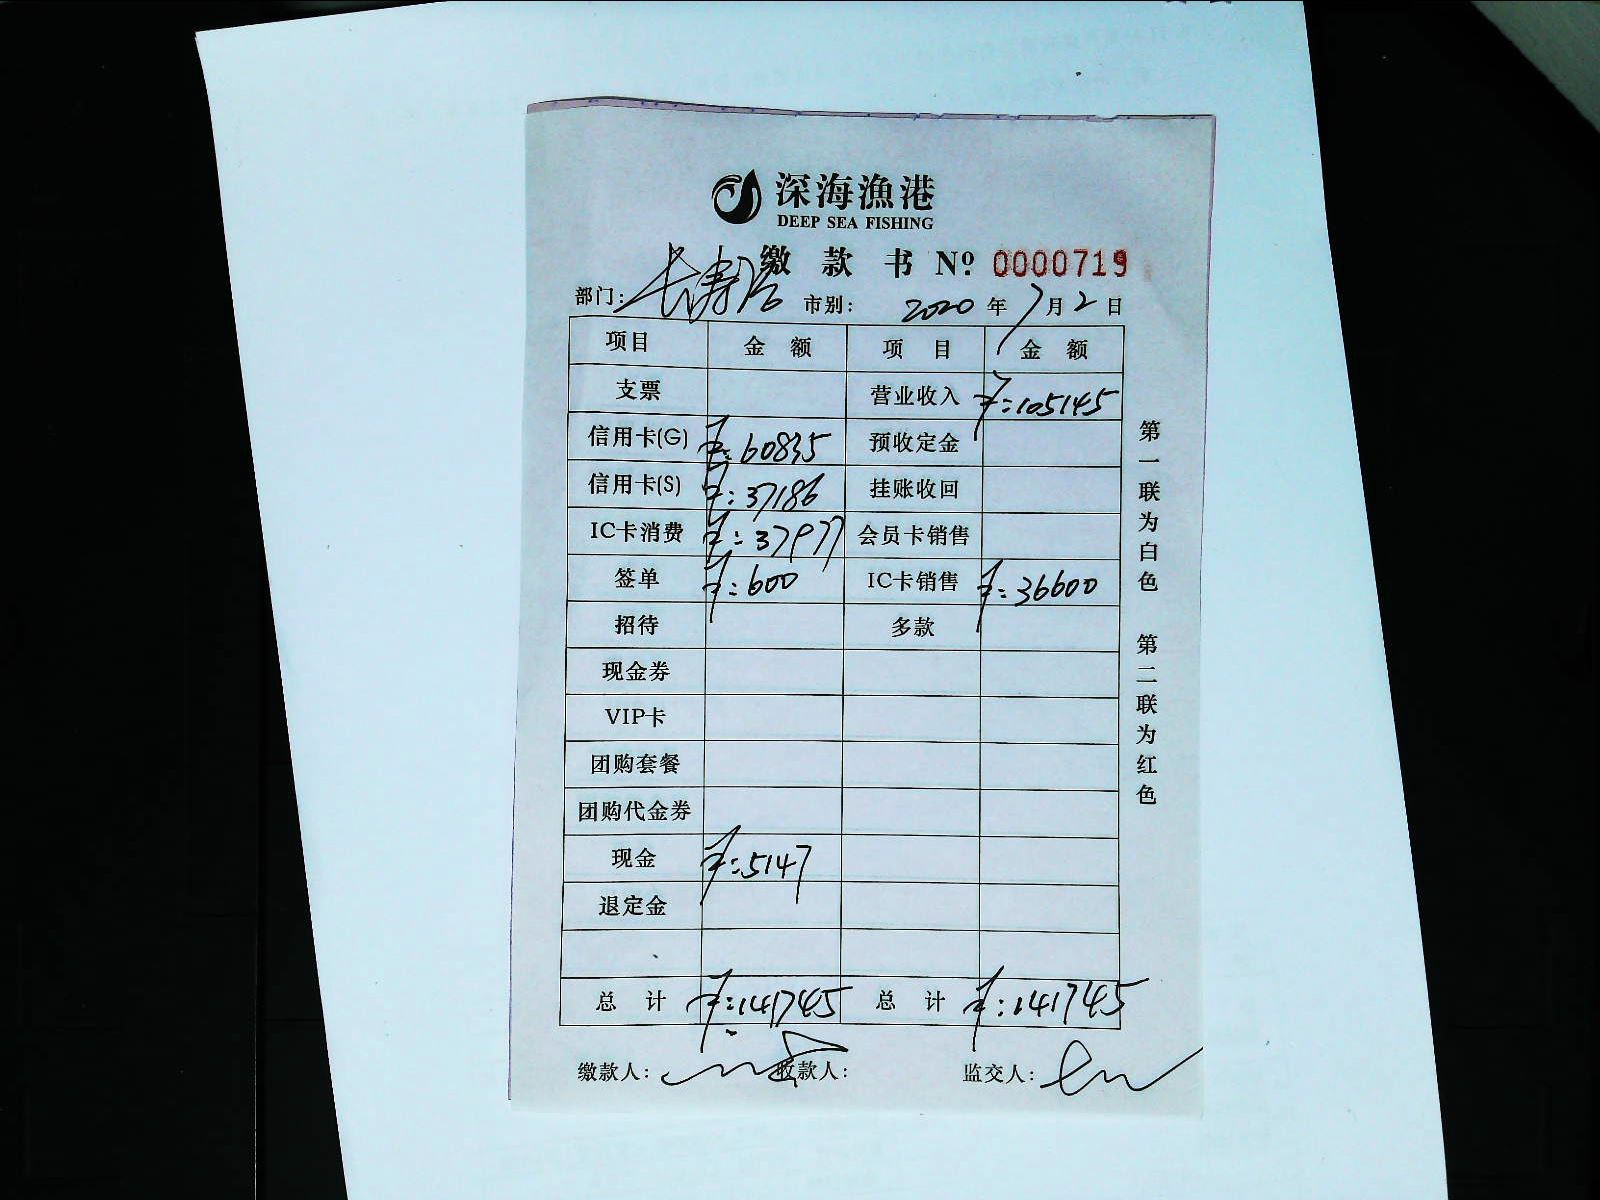 深海漁港
DEEP SEA FISHING
缴款书 Nº 0000719
部门：长寿店 市别： 2020年7月2日
项目 金额 项目 金额
支票 营业收入 ¥:105145
信用卡(G) ¥:60835 预收定金
信用卡(S) ¥:37186 挂账收回
IC卡消费 ¥:37977 会员卡销售
签单 ¥:600 IC卡销售 ¥:36600
招待 多款
现金券
VIP卡
团购套餐
团购代金券
现金 ¥:5147
退定金
总计 ¥:141745 总计 ¥:141745
缴款人： 收款人： 监交人：
第一联为白色 第二联为红色